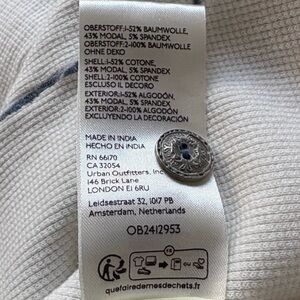 OBERSTOFF:1-52% BAUMWOLLE,
43% MODAL, 5% SPANDEX
OBERSTOFF:2-100% BAUMWOLLE
OHNE DEKO
SHELL:1-52% COTONE,
43% MODAL, 5% SPANDEX
SHELL:2-100% COTONE
ESCLUSO IL DECORO
EXTERIOR:1-52% ALGODÓN,
43% MODAL, 5% SPANDEX
EXTERIOR:2-100% ALGODÓN
EXCLUYENDO LA DECORACIÓN
MADE IN INDIA
HECHO EN INDIA
RN 66170
CA 32054
Urban Outfitters, Inc
146 Brick Lane
LONDON E1 6RU
Leidsestraat 32, 1017 PB
Amsterdam, Netherlands
OB2412953
FR
OU
quefairedemesdechets.fr